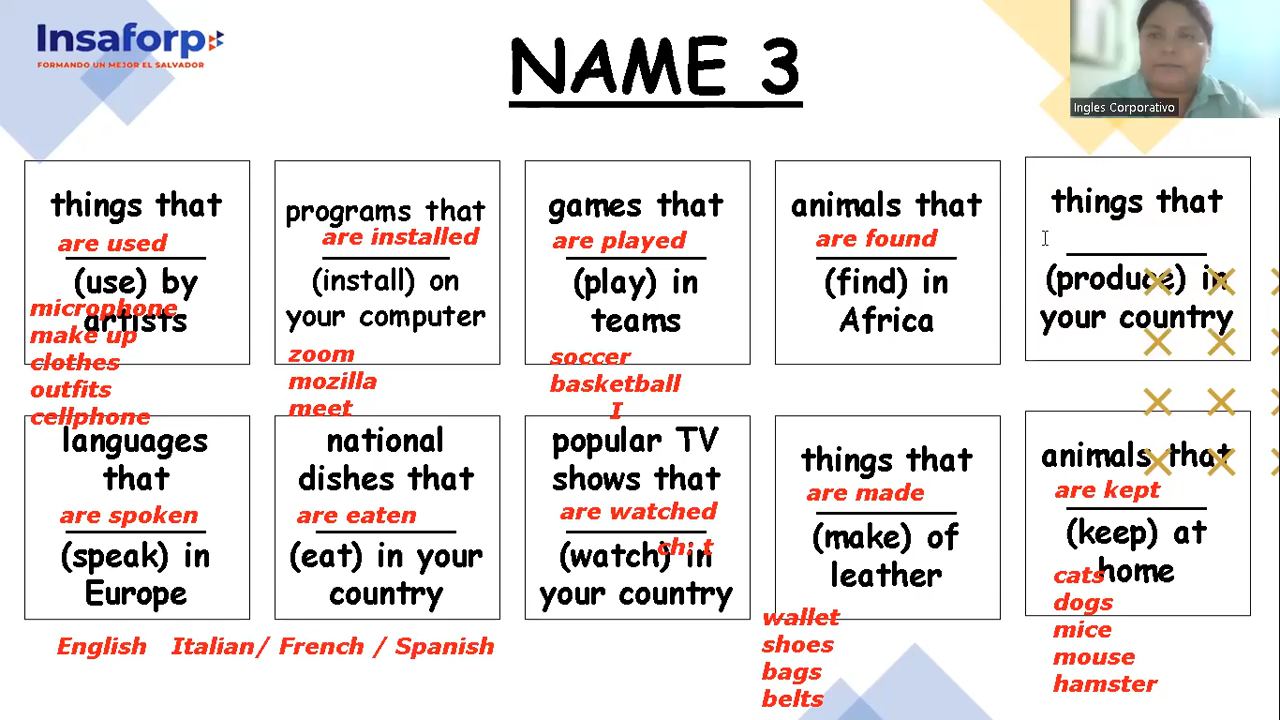 Insaforp
FORMANDO UN MEJOR EL SALVADOR
NAME 3
Ingles Corporativo
things that
are used
(use) by
artists
microphone
make up
clothes
outfits
cellphone
programs that
are installed
(install) on
your computer
zoom
mozilla
meet
games that
are played
(play) in
teams
soccer
basketball
I
animals that
are found
(find) in
Africa
things that
(produce) in
your country
languages
that
are spoken
(speak) in
Europe
English Italian/ French / Spanish
national
dishes that
are eaten
(eat) in your
country
popular TV
shows that
are watched
ch: t
(watch) in
your country
things that
are made
(make) of
leather
wallet
shoes
bags
belts
animals that
are kept
(keep) at
home
cats
dogs
mice
mouse
hamster